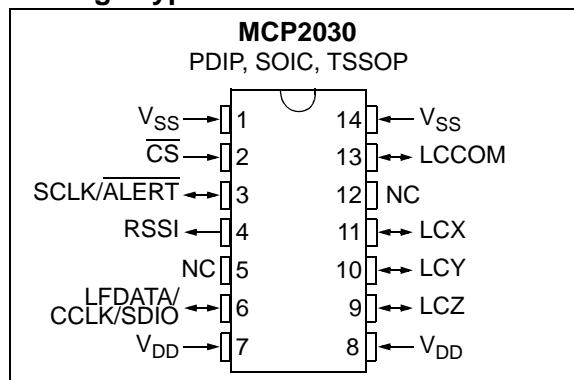 MCP2030
PDIP, SOIC, TSSOP
VSS 1 14 VSS
CS 2 13 LCCOM
SCLK/ALERT 3 12 NC
RSSI 4 11 LCX
NC 5 10 LCY
LFDATA/
CCLK/SDIO 6 9 LCZ
VDD 7 8 VDD